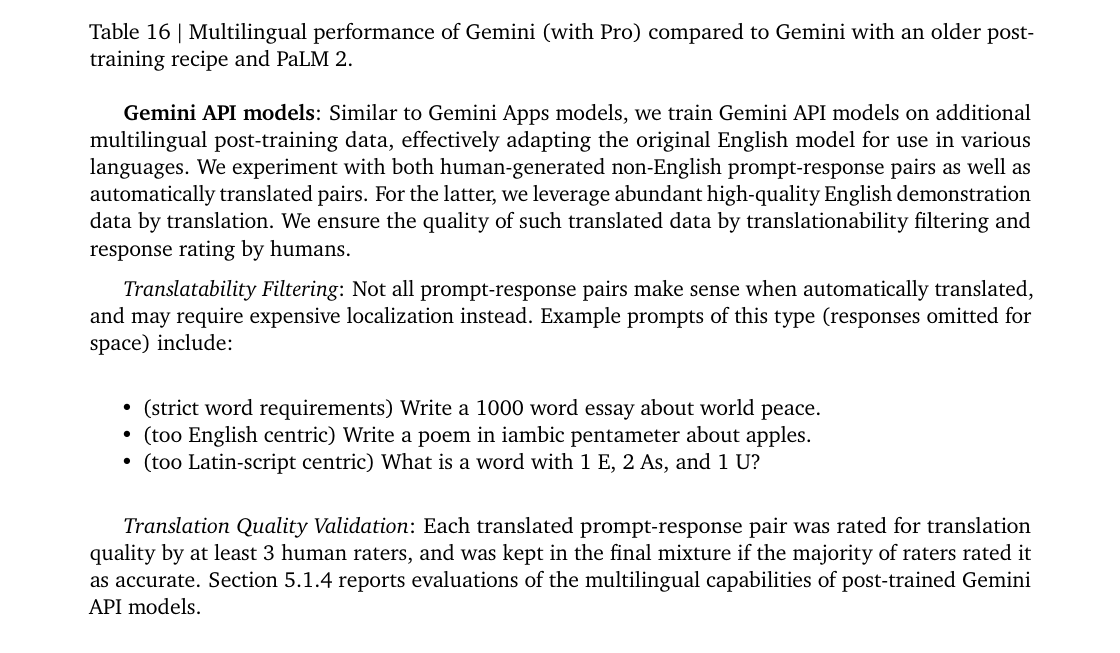 Table 16 | Multilingual performance of Gemini (with Pro) compared to Gemini with an older post-
training recipe and PaLM 2.
Gemini API models: Similar to Gemini Apps models, we train Gemini API models on additional
multilingual post-training data, effectively adapting the original English model for use in various
languages. We experiment with both human-generated non-English prompt-response pairs as well as
automatically translated pairs. For the latter, we leverage abundant high-quality English demonstration
data by translation. We ensure the quality of such translated data by translationability filtering and
response rating by humans.
Translatability Filtering: Not all prompt-response pairs make sense when automatically translated,
and may require expensive localization instead. Example prompts of this type (responses omitted for
space) include:
• (strict word requirements) Write a 1000 word essay about world peace.
• (too English centric) Write a poem in iambic pentameter about apples.
• (too Latin-script centric) What is a word with 1 E, 2 As, and 1 U?
Translation Quality Validation: Each translated prompt-response pair was rated for translation
quality by at least 3 human raters, and was kept in the final mixture if the majority of raters rated it
as accurate. Section 5.1.4 reports evaluations of the multilingual capabilities of post-trained Gemini
API models.